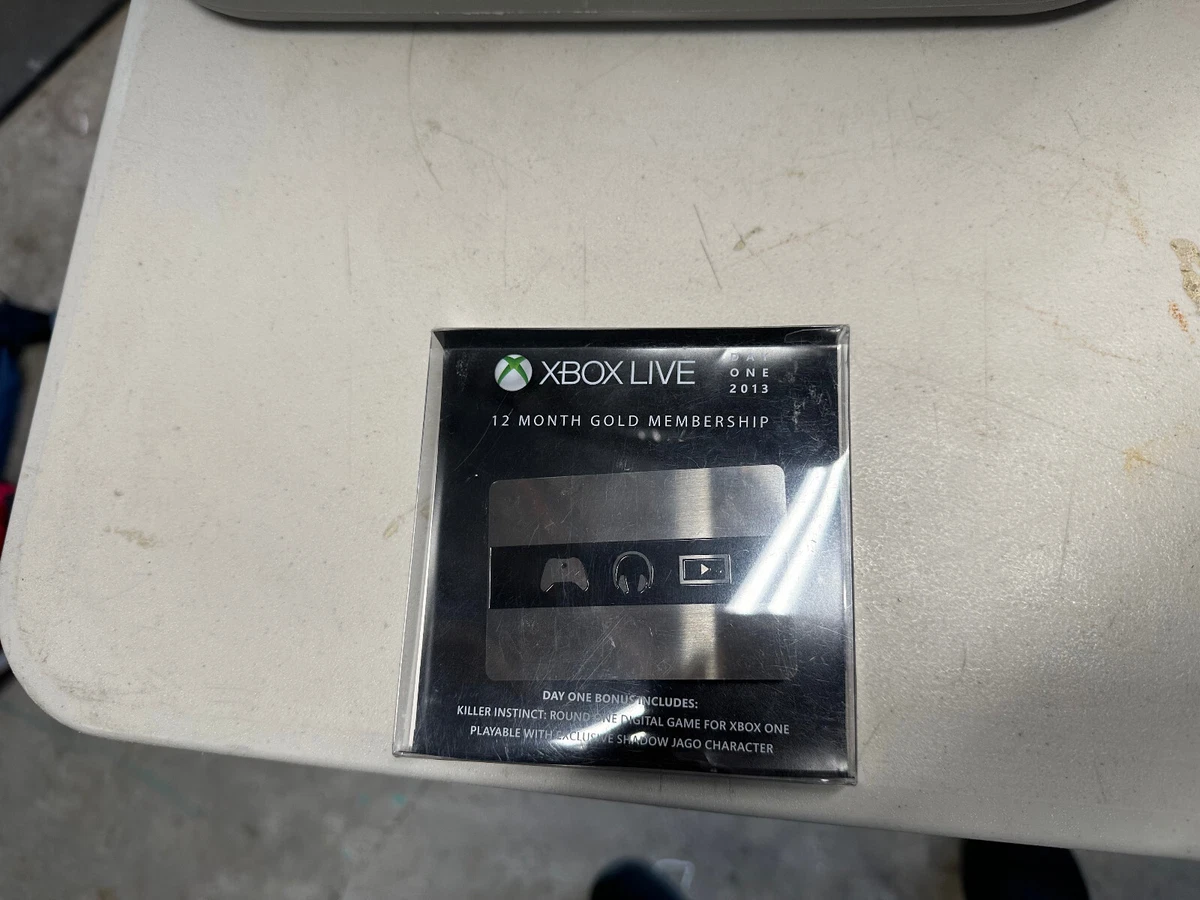 XBOX LIVE
DAY
ONE
2013
12 MONTH GOLD MEMBERSHIP
DAY ONE BONUS INCLUDES:
KILLER INSTINCT: ROUND ONE DIGITAL GAME FOR XBOX ONE
PLAYABLE WITH EXCLUSIVE SHADOW JAGO CHARACTER